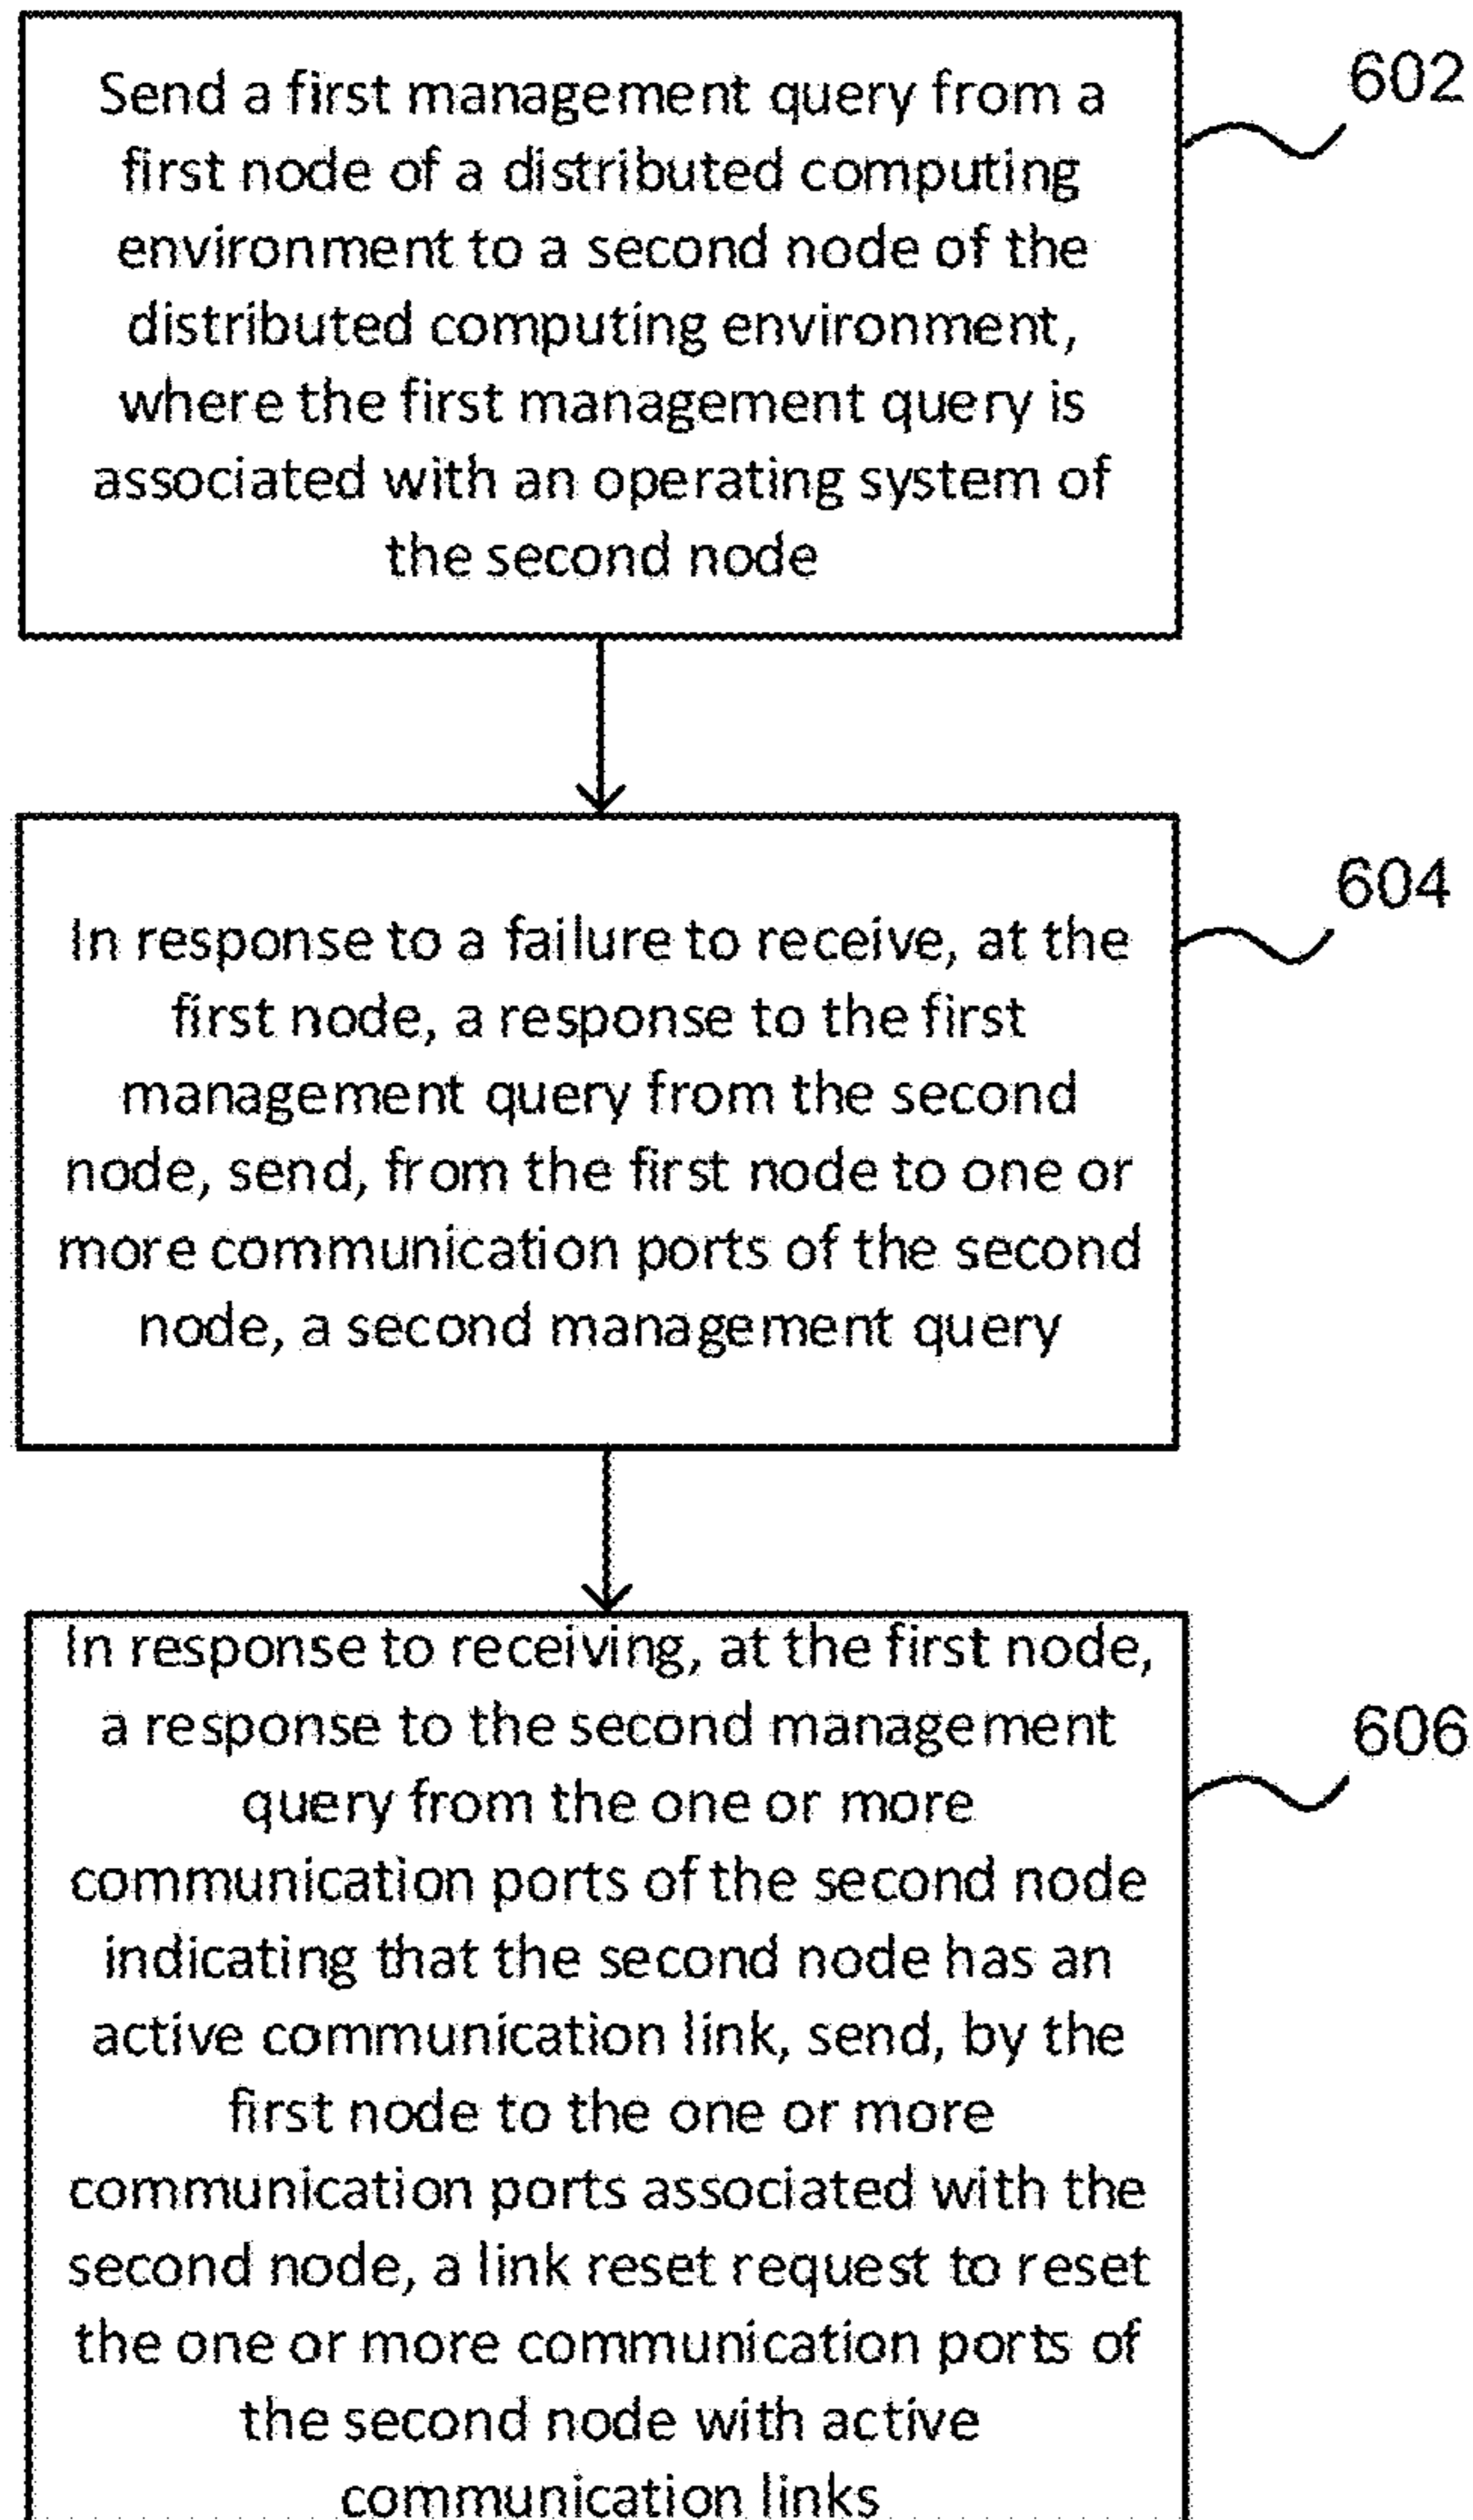 Send a first management query from a
first node of a distributed computing
environment to a second node of the
distributed computing environment,
where the first management query is
associated with an operating system of
the second node
602
In response to a failure to receive, at the
first node, a response to the first
management query from the second
node, send, from the first node to one or
more communication ports of the second
node, a second management query
604
In response to receiving, at the first node,
a response to the second management
query from the one or more
communication ports of the second node
indicating that the second node has an
active communication link, send, by the
first node to the one or more
communication ports associated with the
second node, a link reset request to reset
the one or more communication ports of
the second node with active
communication links
606